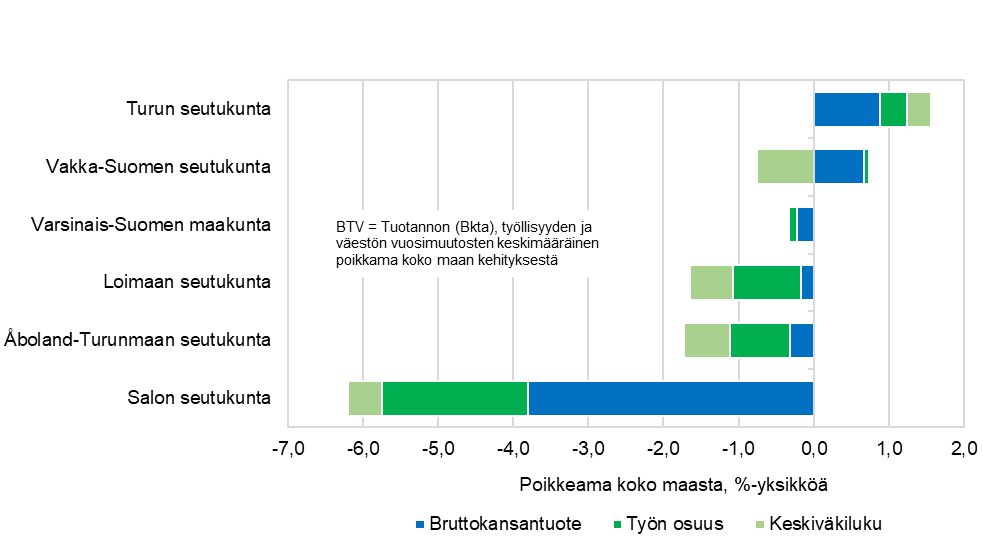 Turun seutukunta
Vakka-Suomen seutukunta
Varsinais-Suomen maakunta
Loimaan seutukunta
Åboland-Turunmaan seutukunta
Salon seutukunta
BTV = Tuotannon (Bkta), työllisyyden ja
väestön vuosimuutosten keskimääräinen
poikkama koko maan kehityksestä
-7,0 -6,0 -5,0 -4,0 -3,0 -2,0 -1,0 0,0 1,0 2,0
Poikkeama koko maasta, %-yksikköä
Bruttokansantuote Työn osuus Keskiväkiluku